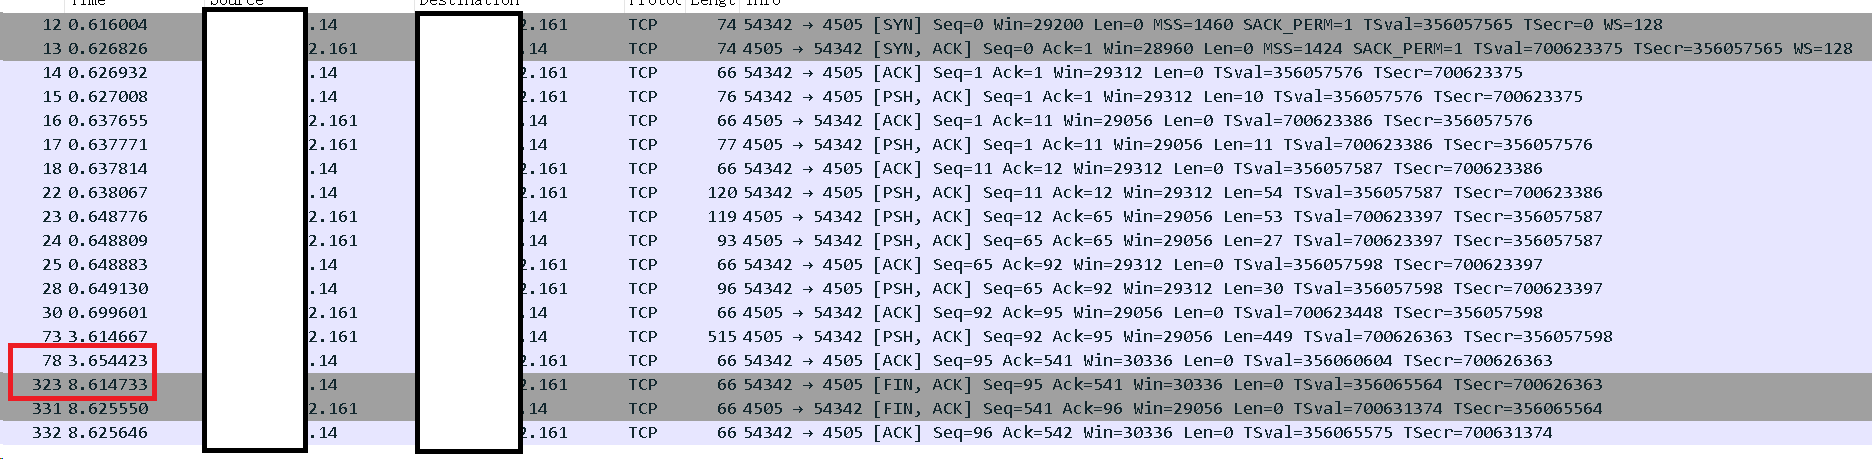 Time Source Destination Protoc Lengt Info
12 0.616004 .14 2.161 TCP 74 54342 → 4505 [SYN] Seq=0 Win=29200 Len=0 MSS=1460 SACK_PERM=1 TSval=356057565 TSecr=0 WS=128
13 0.626826 2.161 .14 TCP 74 4505 → 54342 [SYN, ACK] Seq=0 Ack=1 Win=28960 Len=0 MSS=1424 SACK_PERM=1 TSval=700623375 TSecr=356057565 WS=128
14 0.626932 .14 2.161 TCP 66 54342 → 4505 [ACK] Seq=1 Ack=1 Win=29312 Len=0 TSval=356057576 TSecr=700623375
15 0.627008 .14 2.161 TCP 76 54342 → 4505 [PSH, ACK] Seq=1 Ack=1 Win=29312 Len=10 TSval=356057576 TSecr=700623375
16 0.637655 2.161 .14 TCP 66 4505 → 54342 [ACK] Seq=1 Ack=11 Win=29056 Len=0 TSval=700623386 TSecr=356057576
17 0.637771 2.161 .14 TCP 77 4505 → 54342 [PSH, ACK] Seq=1 Ack=11 Win=29056 Len=11 TSval=700623386 TSecr=356057576
18 0.637814 .14 2.161 TCP 66 54342 → 4505 [ACK] Seq=11 Ack=12 Win=29312 Len=0 TSval=356057587 TSecr=700623386
22 0.638067 .14 2.161 TCP 120 54342 → 4505 [PSH, ACK] Seq=11 Ack=12 Win=29312 Len=54 TSval=356057587 TSecr=700623386
23 0.648776 2.161 .14 TCP 119 4505 → 54342 [PSH, ACK] Seq=12 Ack=65 Win=29056 Len=53 TSval=700623397 TSecr=356057587
24 0.648809 2.161 .14 TCP 93 4505 → 54342 [PSH, ACK] Seq=65 Ack=65 Win=29056 Len=27 TSval=700623397 TSecr=356057587
25 0.648883 .14 2.161 TCP 66 54342 → 4505 [ACK] Seq=65 Ack=92 Win=29312 Len=0 TSval=356057598 TSecr=700623397
28 0.649130 .14 2.161 TCP 96 54342 → 4505 [PSH, ACK] Seq=65 Ack=92 Win=29312 Len=30 TSval=356057598 TSecr=700623397
30 0.699601 2.161 .14 TCP 66 4505 → 54342 [ACK] Seq=92 Ack=95 Win=29056 Len=0 TSval=700623448 TSecr=356057598
73 3.614667 2.161 .14 TCP 515 4505 → 54342 [PSH, ACK] Seq=92 Ack=95 Win=29056 Len=449 TSval=700626363 TSecr=356057598
78 3.654423 .14 2.161 TCP 66 54342 → 4505 [ACK] Seq=95 Ack=541 Win=30336 Len=0 TSval=356060604 TSecr=700626363
323 8.614733 .14 2.161 TCP 66 54342 → 4505 [FIN, ACK] Seq=95 Ack=541 Win=30336 Len=0 TSval=356065564 TSecr=700626363
331 8.625550 2.161 .14 TCP 66 4505 → 54342 [FIN, ACK] Seq=541 Ack=96 Win=29056 Len=0 TSval=700631374 TSecr=356065564
332 8.625646 .14 2.161 TCP 66 54342 → 4505 [ACK] Seq=96 Ack=542 Win=30336 Len=0 TSval=356065575 TSecr=700631374